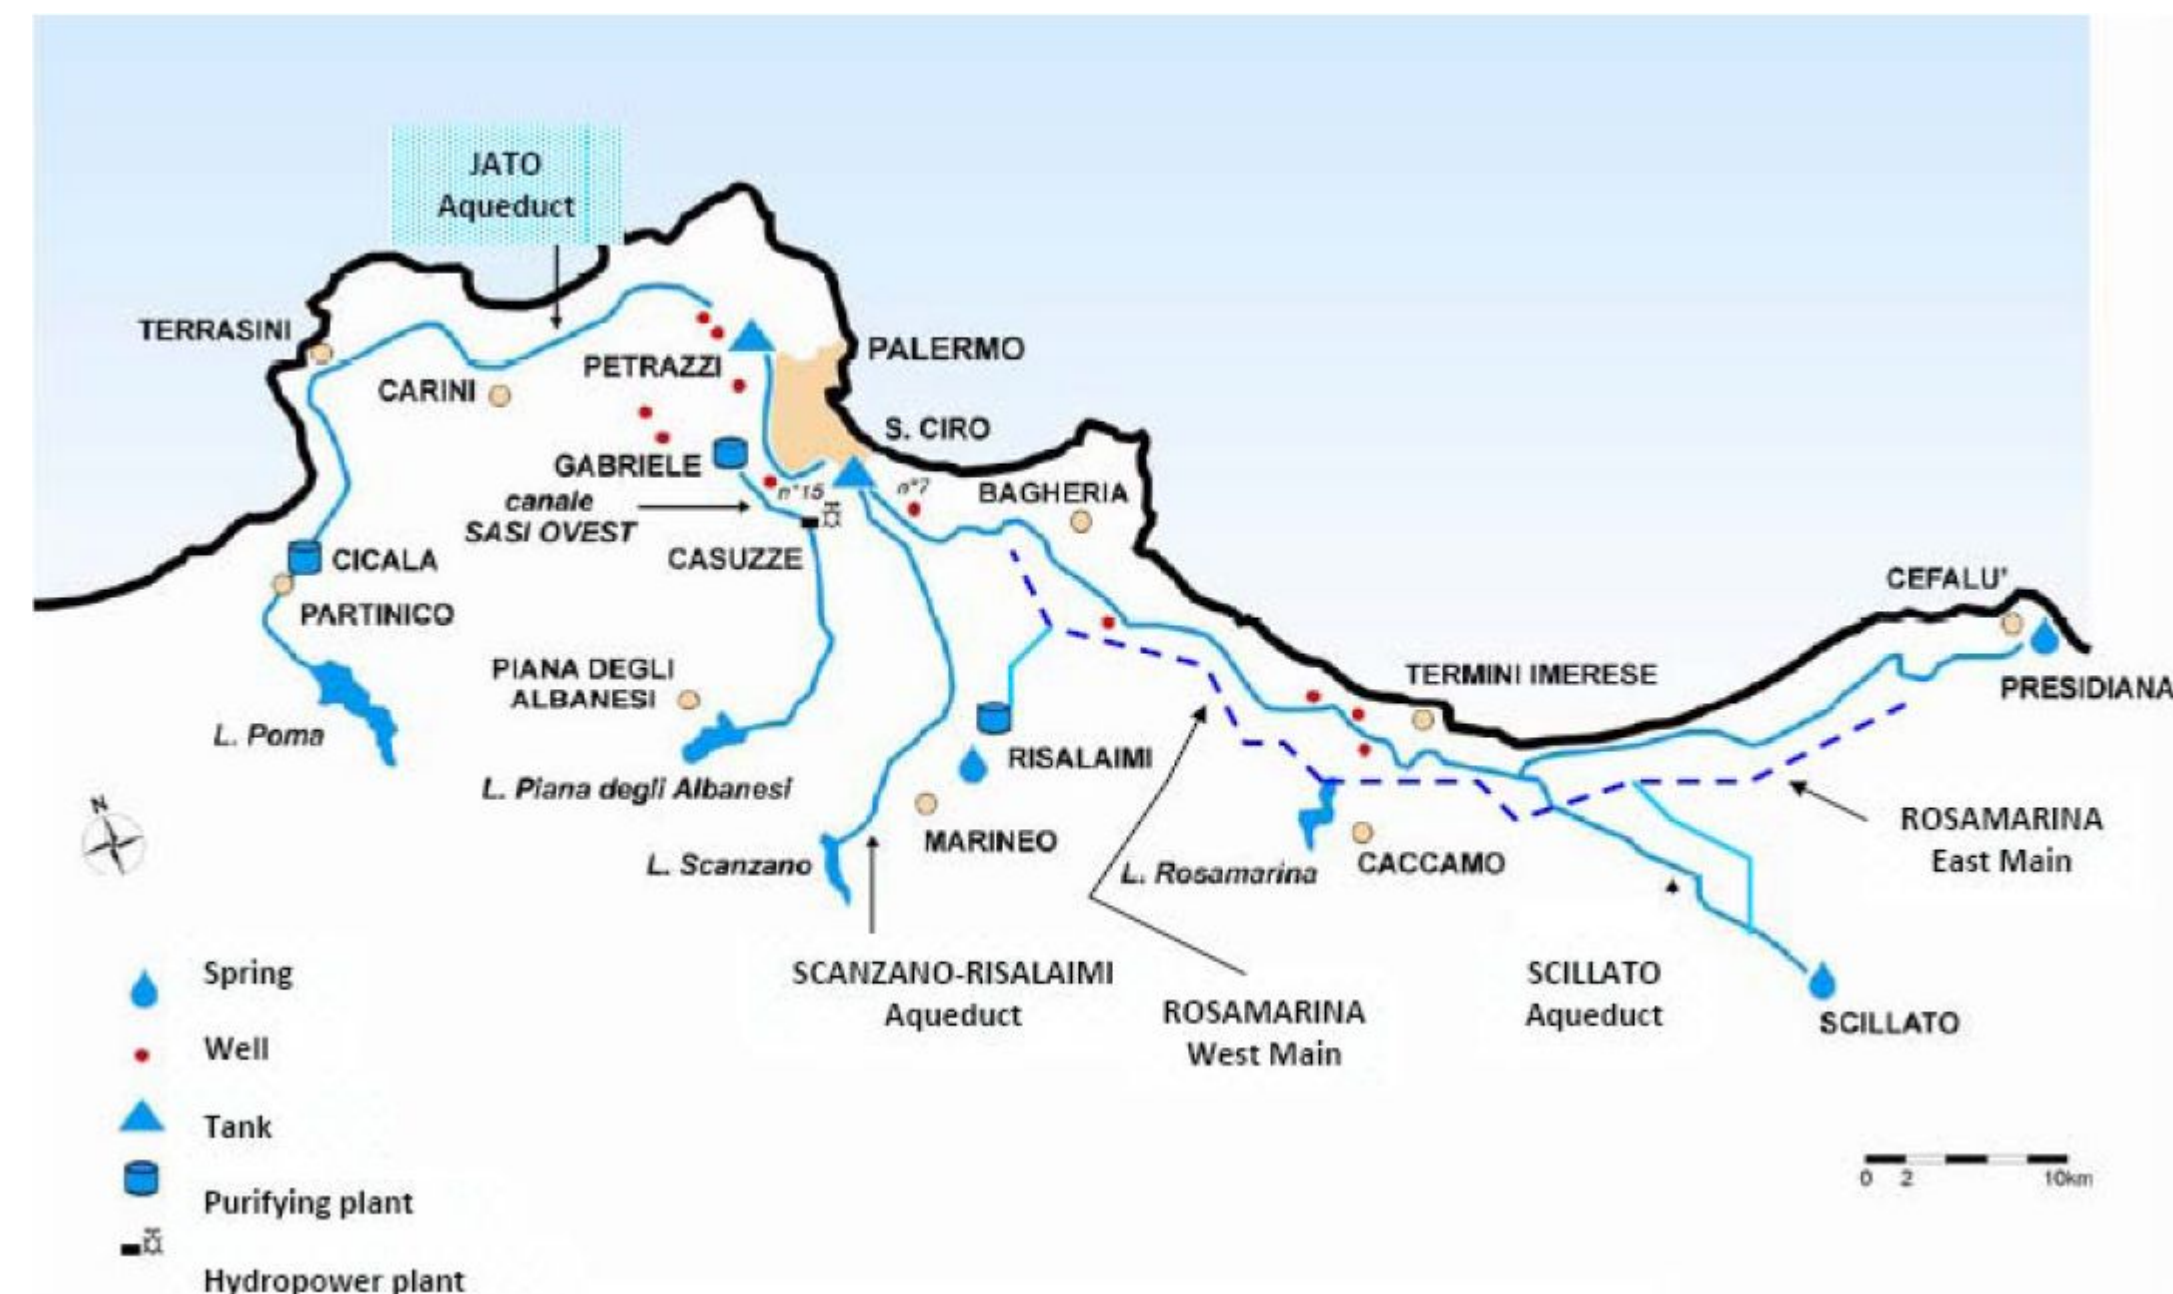 JATO
Aqueduct
TERRASINI
PALERMO
PETRAZZI
CARINI
S. CIRO
GABRIELE
n°15
n°7
BAGHERIA
canale
SASI OVEST
CASUZZE
CICALA
CEFALU'
PARTINICO
PIANA DEGLI
ALBANESI
TERMINI IMERESE
PRESIDIANA
L. Poma
RISALAIMI
L. Piana degli Albanesi
N
ROSAMARINA
East Main
MARINEO
L. Scanzano
L. Rosamarina
CACCAMO
SCANZANO-RISALAIMI
Aqueduct
ROSAMARINA
West Main
SCILLATO
Aqueduct
SCILLATO
Spring
Well
Tank
Purifying plant
Hydropower plant
0 2 10km